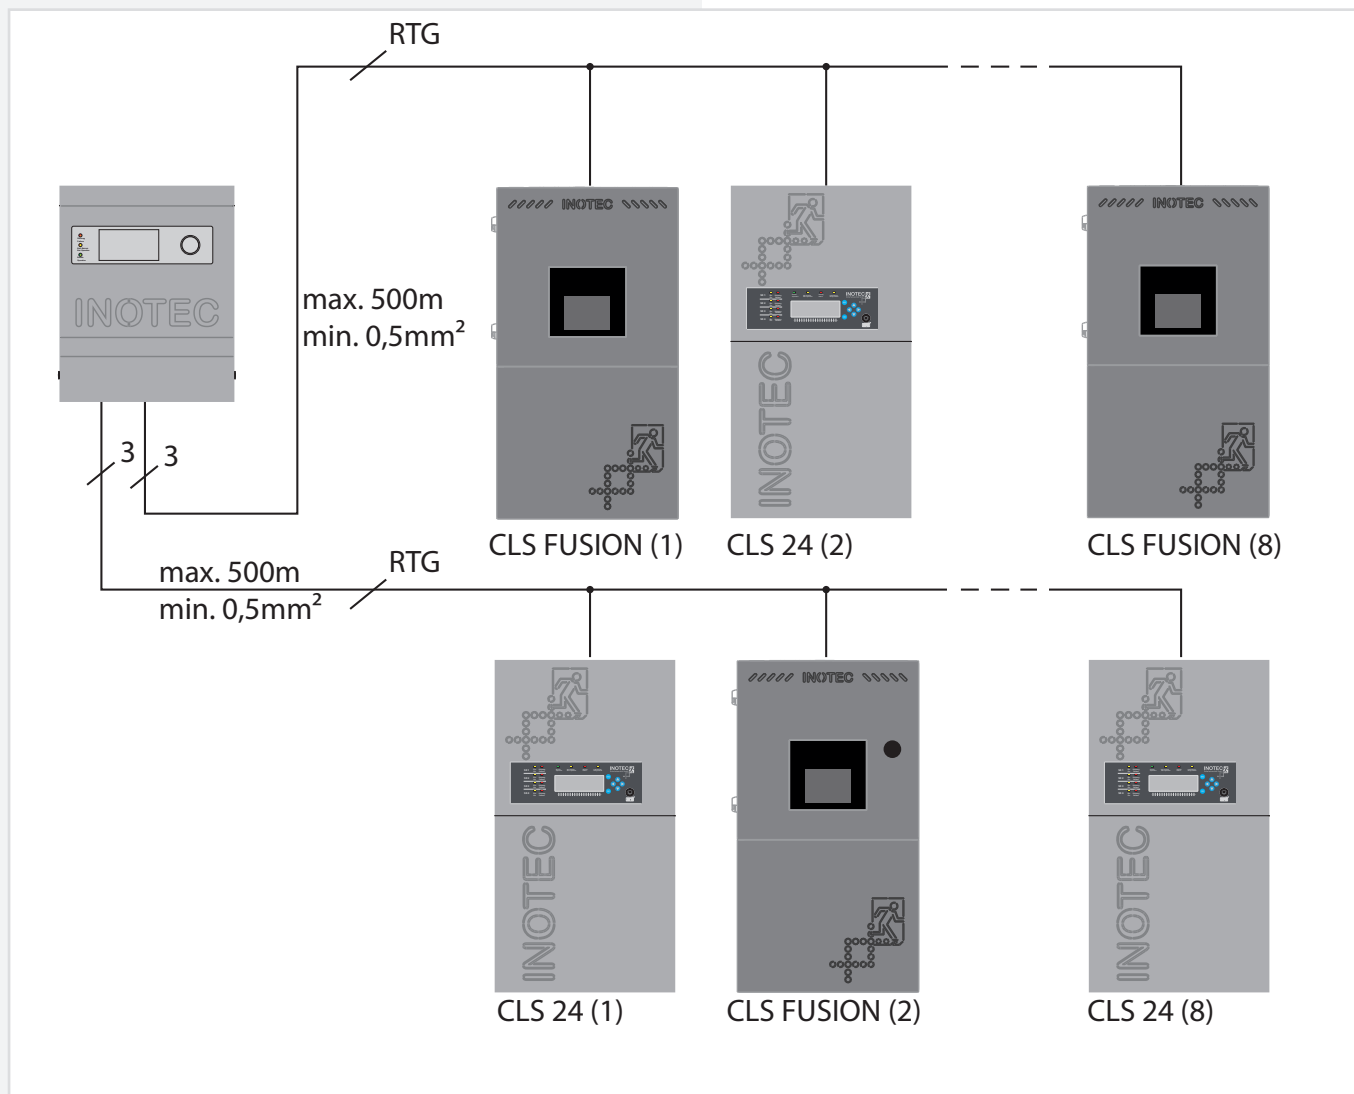 RTG
INOTEC
max. 500m
min. 0,5mm²
3
3
INOTEC
INOTEC
INOTEC
INOTEC
CLS FUSION (1)
CLS 24 (2)
CLS FUSION (8)
RTG
max. 500m
min. 0,5mm²
INOTEC
INOTEC
INOTEC
INOTEC
INOTEC
CLS 24 (1)
CLS FUSION (2)
CLS 24 (8)